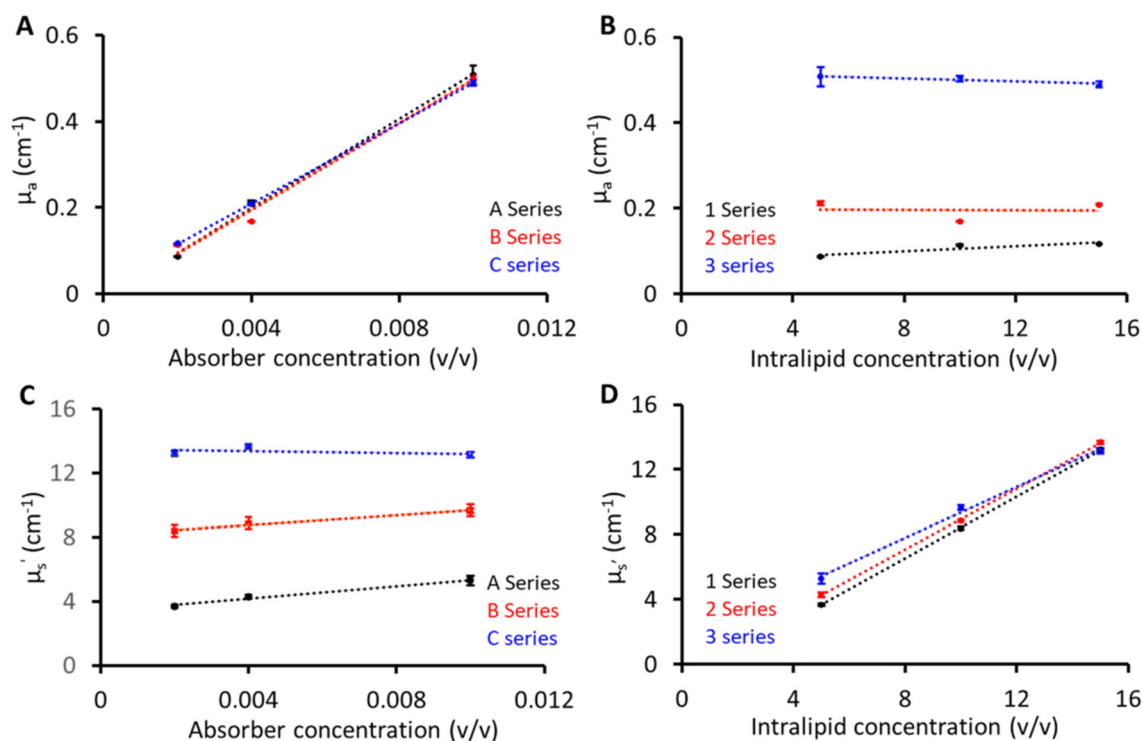 A
0.6
0.4
0.2
0
μa (cm-1)
A Series
B Series
C series
0
0.004
0.008
0.012
Absorber concentration (v/v)
B
0.6
0.4
0.2
0
μa (cm-1)
1 Series
2 Series
3 series
0
4
8
12
16
Intralipid concentration (v/v)
C
16
12
8
4
0
μs' (cm-1)
A Series
B Series
C series
0
0.004
0.008
0.012
Absorber concentration (v/v)
D
16
12
8
4
0
μs' (cm-1)
1 Series
2 Series
3 series
0
4
8
12
16
Intralipid concentration (v/v)